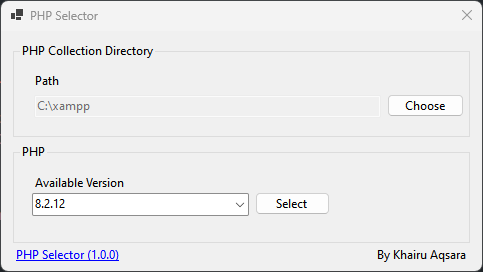 PHP Selector
PHP Collection Directory
Path
C:\xampp
Choose
PHP
Available Version
8.2.12
Select
PHP Selector (1.0.0)
By Khairu Aqsara